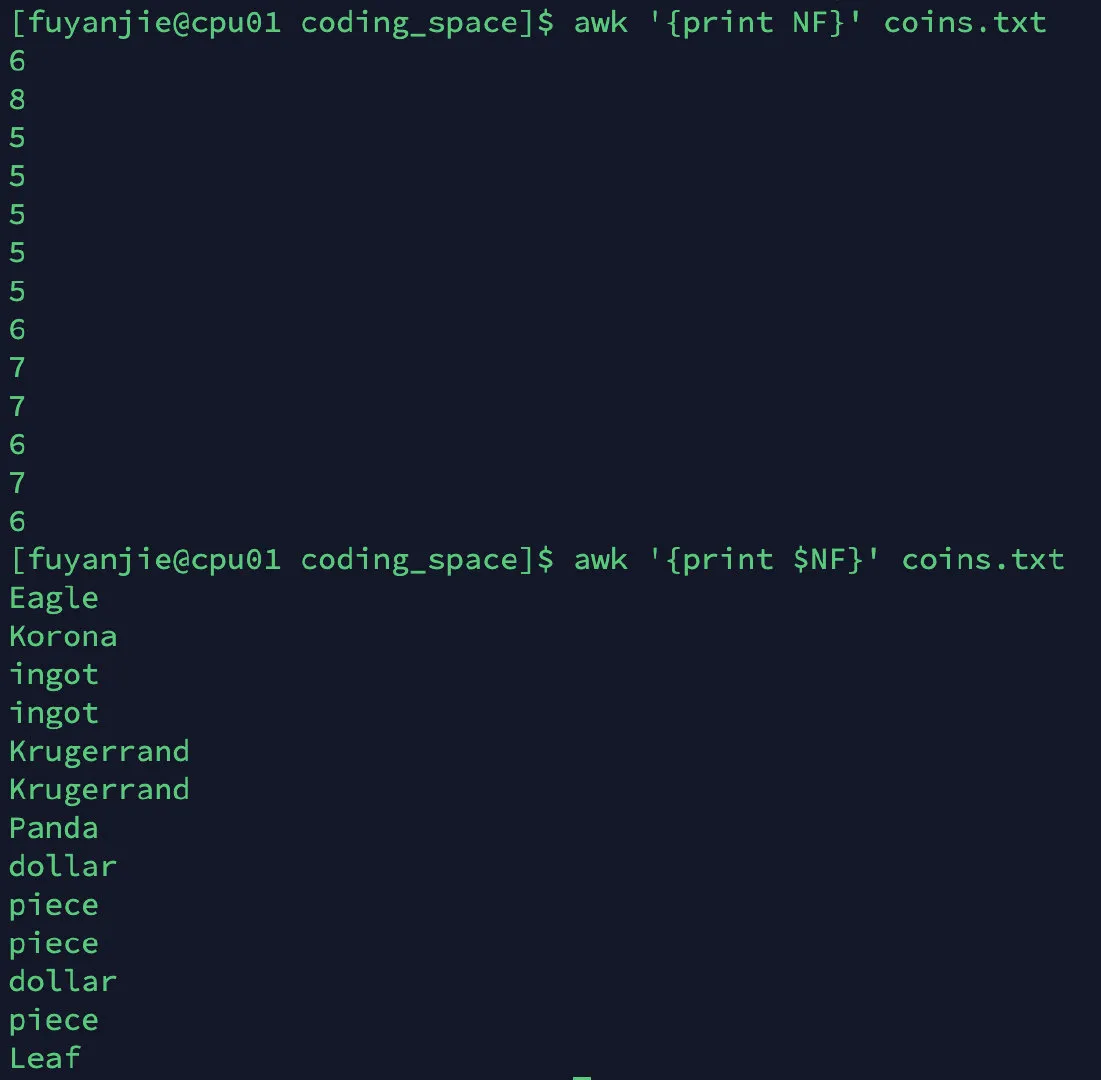 [fuyanjie@cpu01 coding_space]$ awk '{print NF}' coins.txt
6
8
5
5
5
5
5
6
7
7
6
7
6
[fuyanjie@cpu01 coding_space]$ awk '{print $NF}' coins.txt
Eagle
Korona
ingot
ingot
Krugerrand
Krugerrand
Panda
dollar
piece
piece
dollar
piece
Leaf